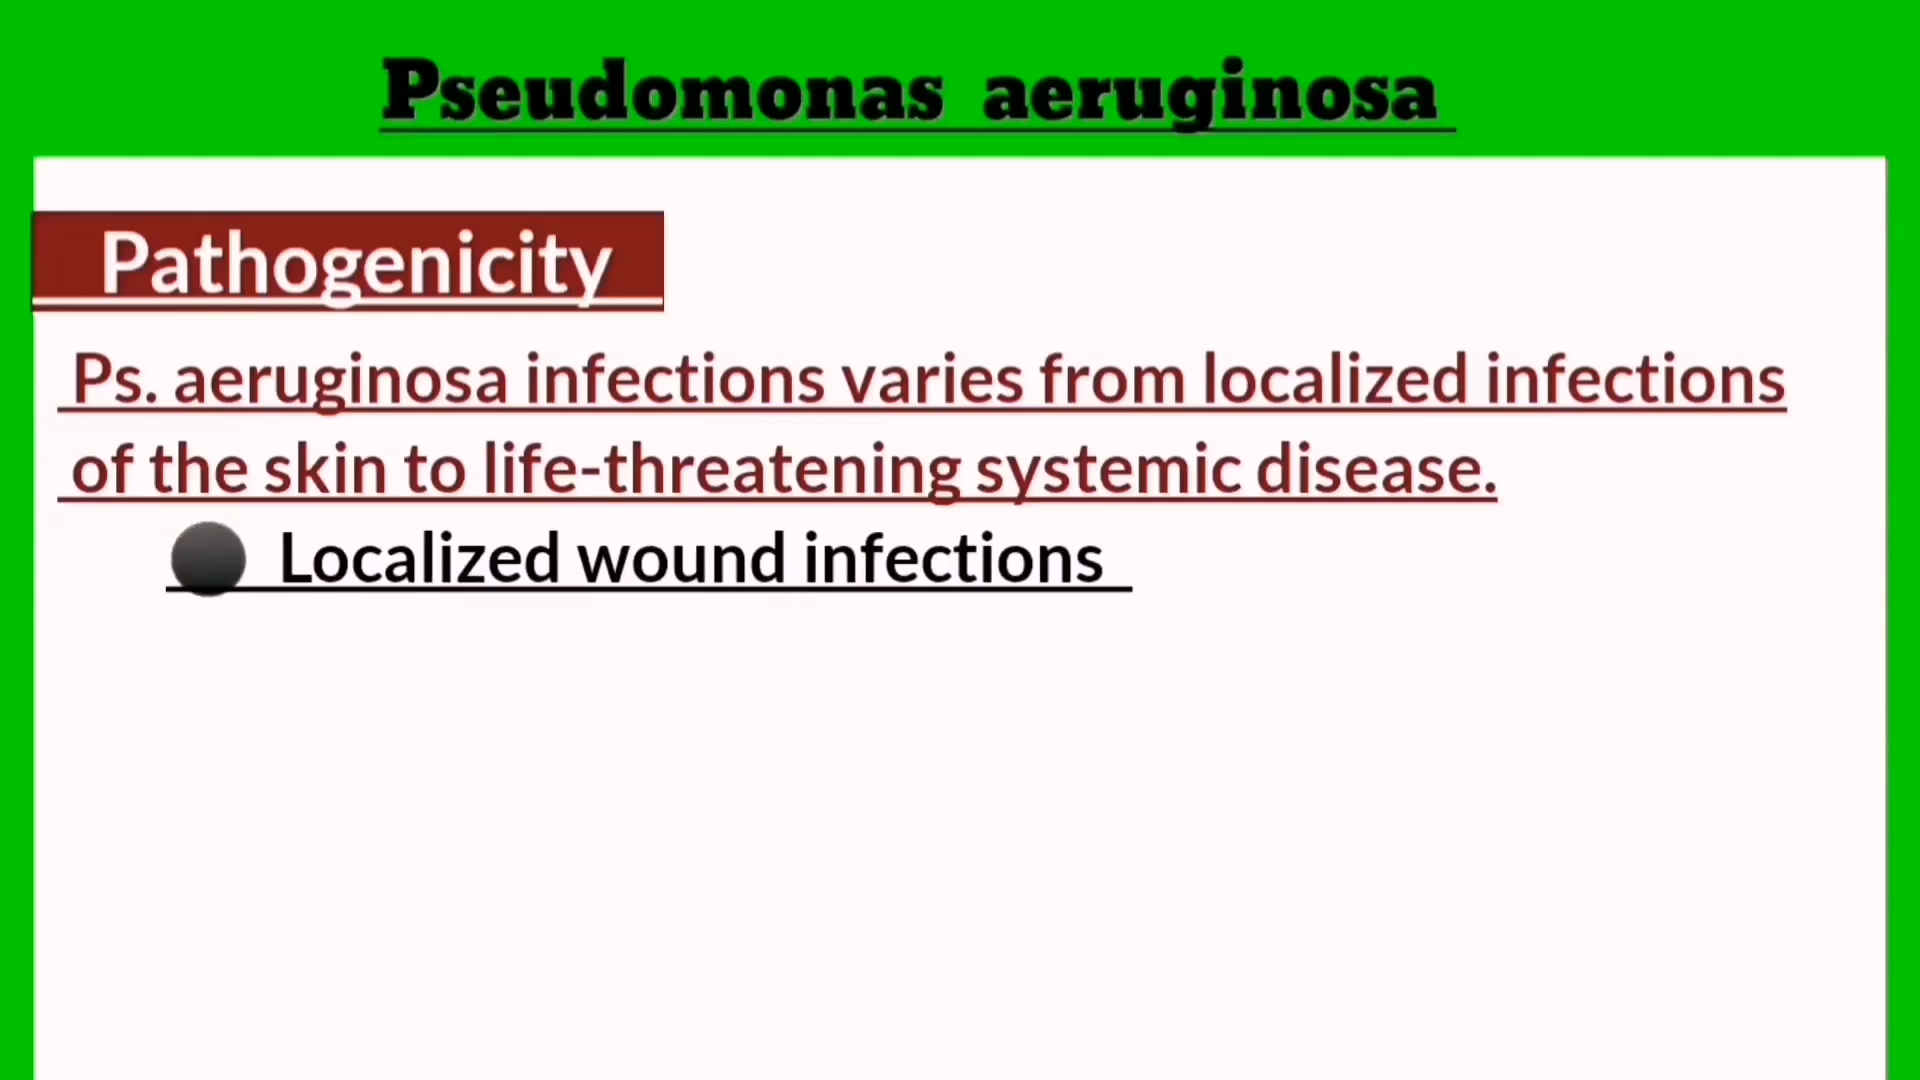 Pseudomonas aeruginosa
Pathogenicity
Ps. aeruginosa infections varies from localized infections
of the skin to life-threatening systemic disease.
Localized wound infections